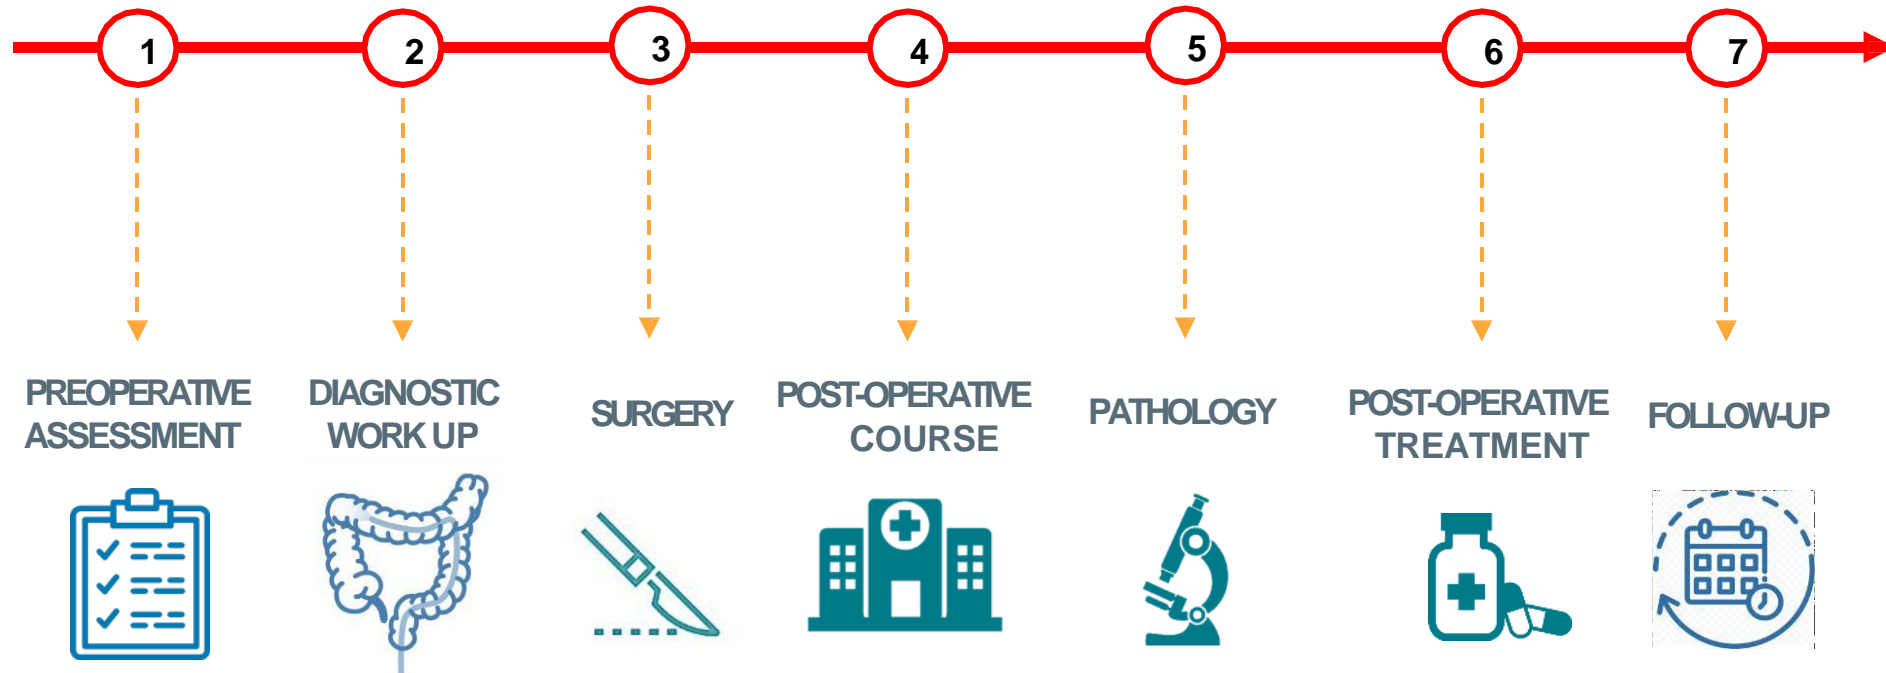 1
2
3
4
5
6
7
PREOPERATIVE
ASSESSMENT
DIAGNOSTIC
WORK UP
SURGERY
POST-OPERATIVE
COURSE
PATHOLOGY
POST-OPERATIVE
TREATMENT
FOLLOW-UP